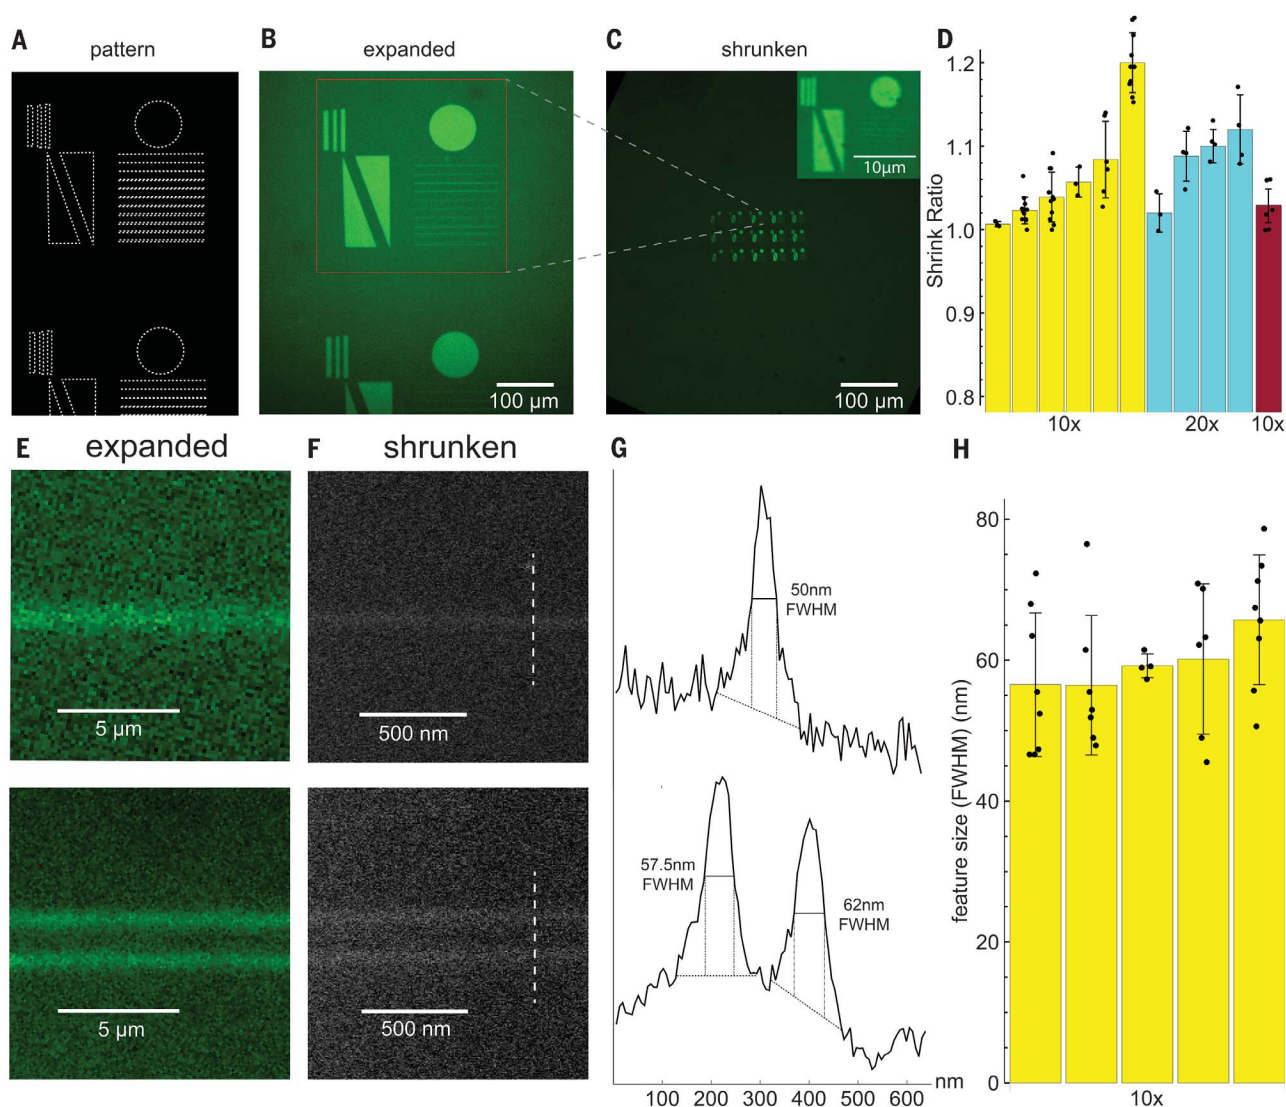 A
pattern
B
expanded
100 µm
C
shrunken
10µm
100 µm
D
Shrink Ratio
1.2
1.1
1.0
0.9
0.8
10x
20x
10x
E
expanded
5 µm
5 µm
F
shrunken
500 nm
500 nm
G
50nm
FWHM
57.5nm
FWHM
62nm
FWHM
100 200 300 400 500 600
nm
H
feature size (FWHM) (nm)
80
60
40
20
0
10x